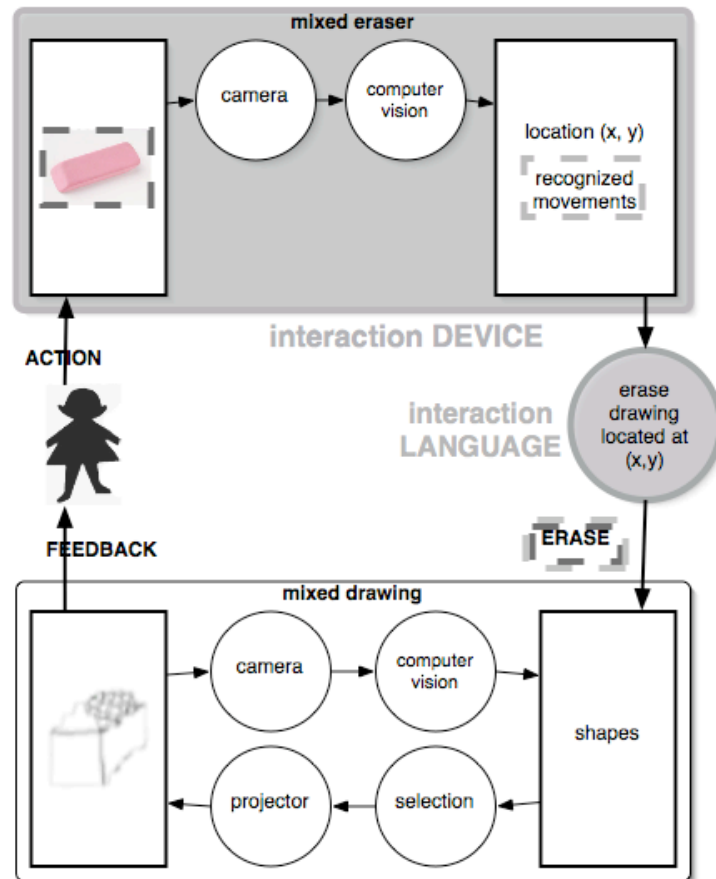 mixed eraser
camera
computer
vision
location (x, y)
recognized
movements
interaction DEVICE
ACTION
interaction
LANGUAGE
erase
drawing
located at
(x,y)
FEEDBACK
ERASE
mixed drawing
camera
computer
vision
shapes
projector
selection